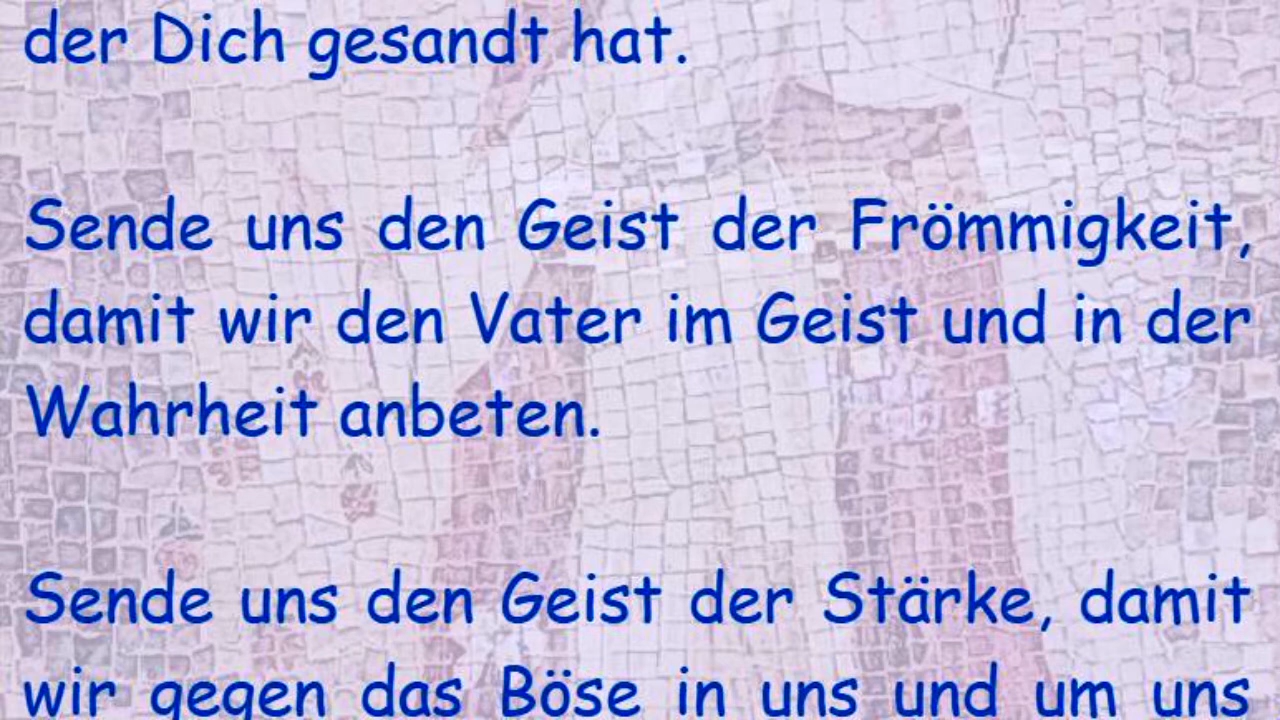 der Dich gesandt hat.
Sende uns den Geist der Frömmigkeit,
damit wir den Vater im Geist und in der
Wahrheit anbeten.
Sende uns den Geist der Stärke, damit
wir gegen das Böse in uns und um uns